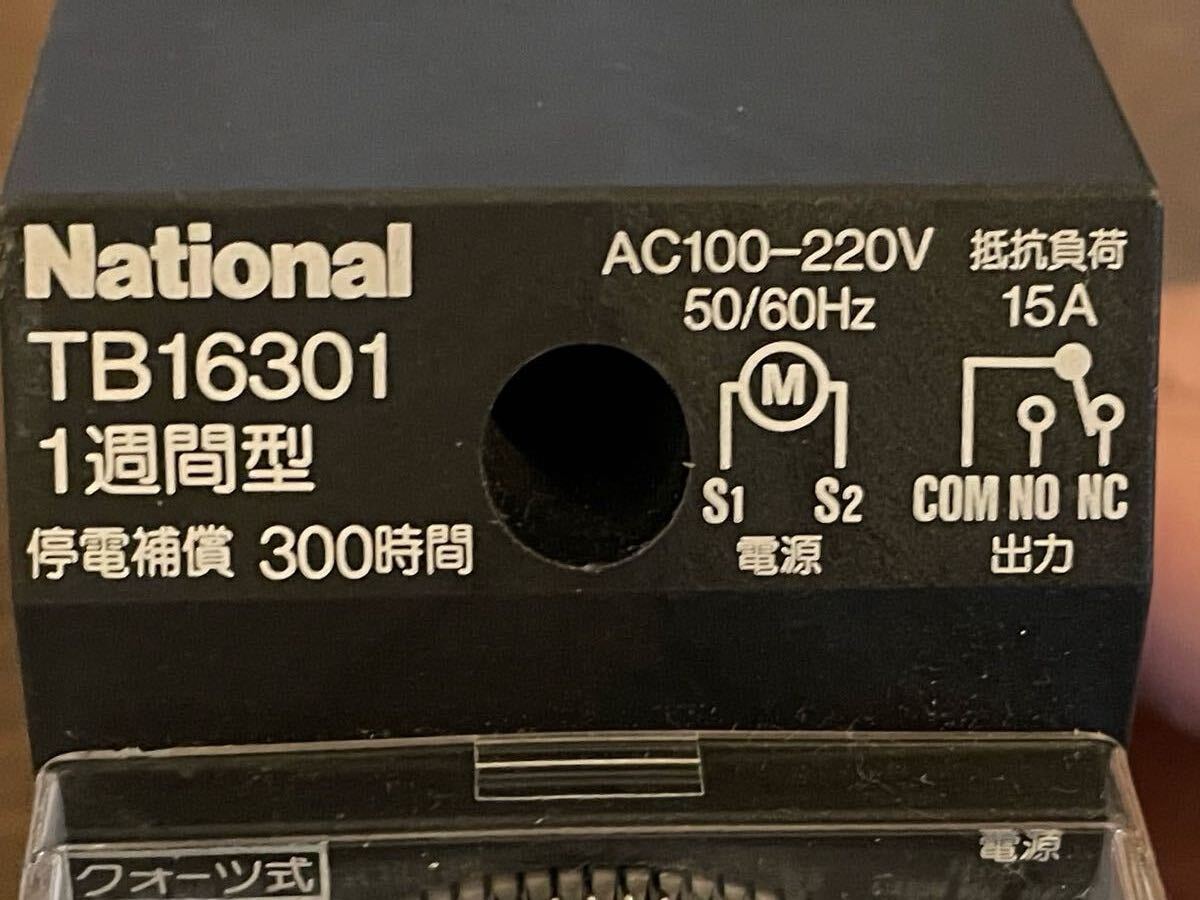 National
TB16301
1週間型
停電補償 300時間
AC100-220V
50/60Hz
M
S1 S2
電源
抵抗負荷
15A
COM NO NC
出力
電源
クォーツ式